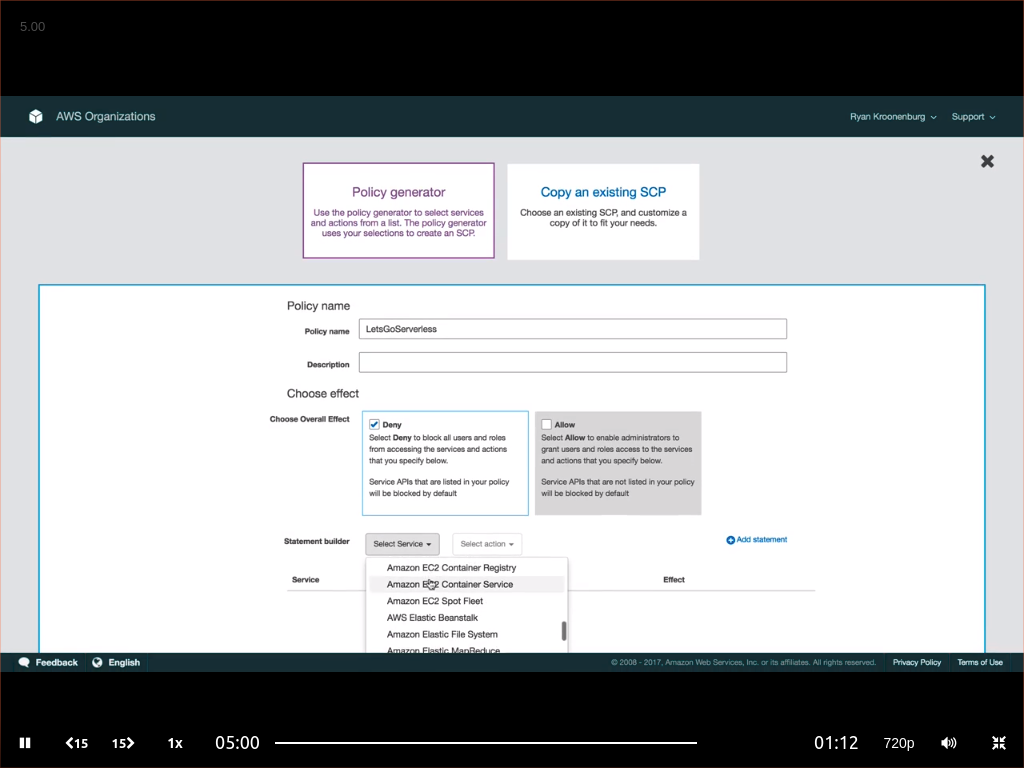 5.00
AWS Organizations
Ryan Kroonenburg
Support
Policy generator
Use the policy generator to select services
and actions from a list. The policy generator
uses your selections to create an SCP.
Copy an existing SCP
Choose an existing SCP, and customize a
copy of it to fit your needs.
Policy name
Policy name
LetsGoServerless
Description
Choose effect
Choose Overall Effect
Deny
Select Deny to block all users and roles
from accessing the services and actions
that you specify below.
Service APIs that are listed in your policy
will be blocked by default
Allow
Select Allow to enable administrators to
grant users and roles access to the services
and actions that you specify below.
Service APIs that are not listed in your policy
will be blocked by default
Statement builder
Select Service
Select action
Add statement
Service
Effect
Amazon EC2 Container Registry
Amazon EC2 Container Service
Amazon EC2 Spot Fleet
AWS Elastic Beanstalk
Amazon Elastic File System
Amazon Elastic MapReduce
Feedback
English
© 2008 - 2017, Amazon Web Services, Inc. or its affiliates. All rights reserved.
Privacy Policy
Terms of Use
15
15
1x
05:00
01:12
720p